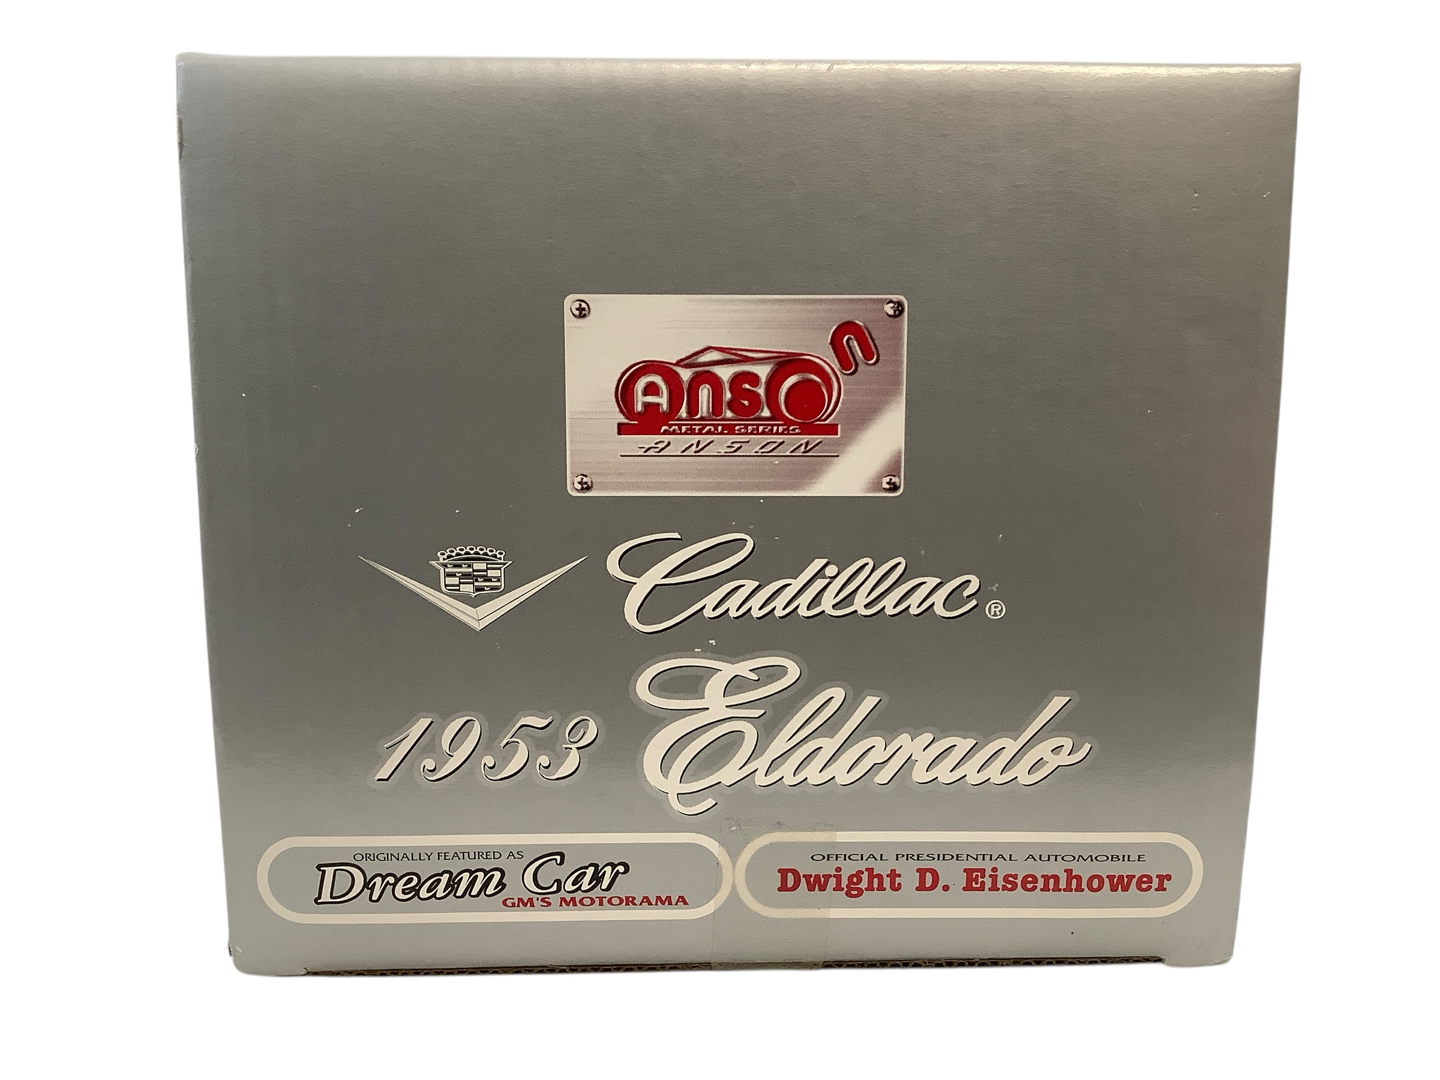 Anson
METAL SERIES
ANSON
Cadillac®
1953 Eldorado
ORIGINALLY FEATURED AS
Dream Car
GM'S MOTORAMA
OFFICIAL PRESIDENTIAL AUTOMOBILE
Dwight D. Eisenhower